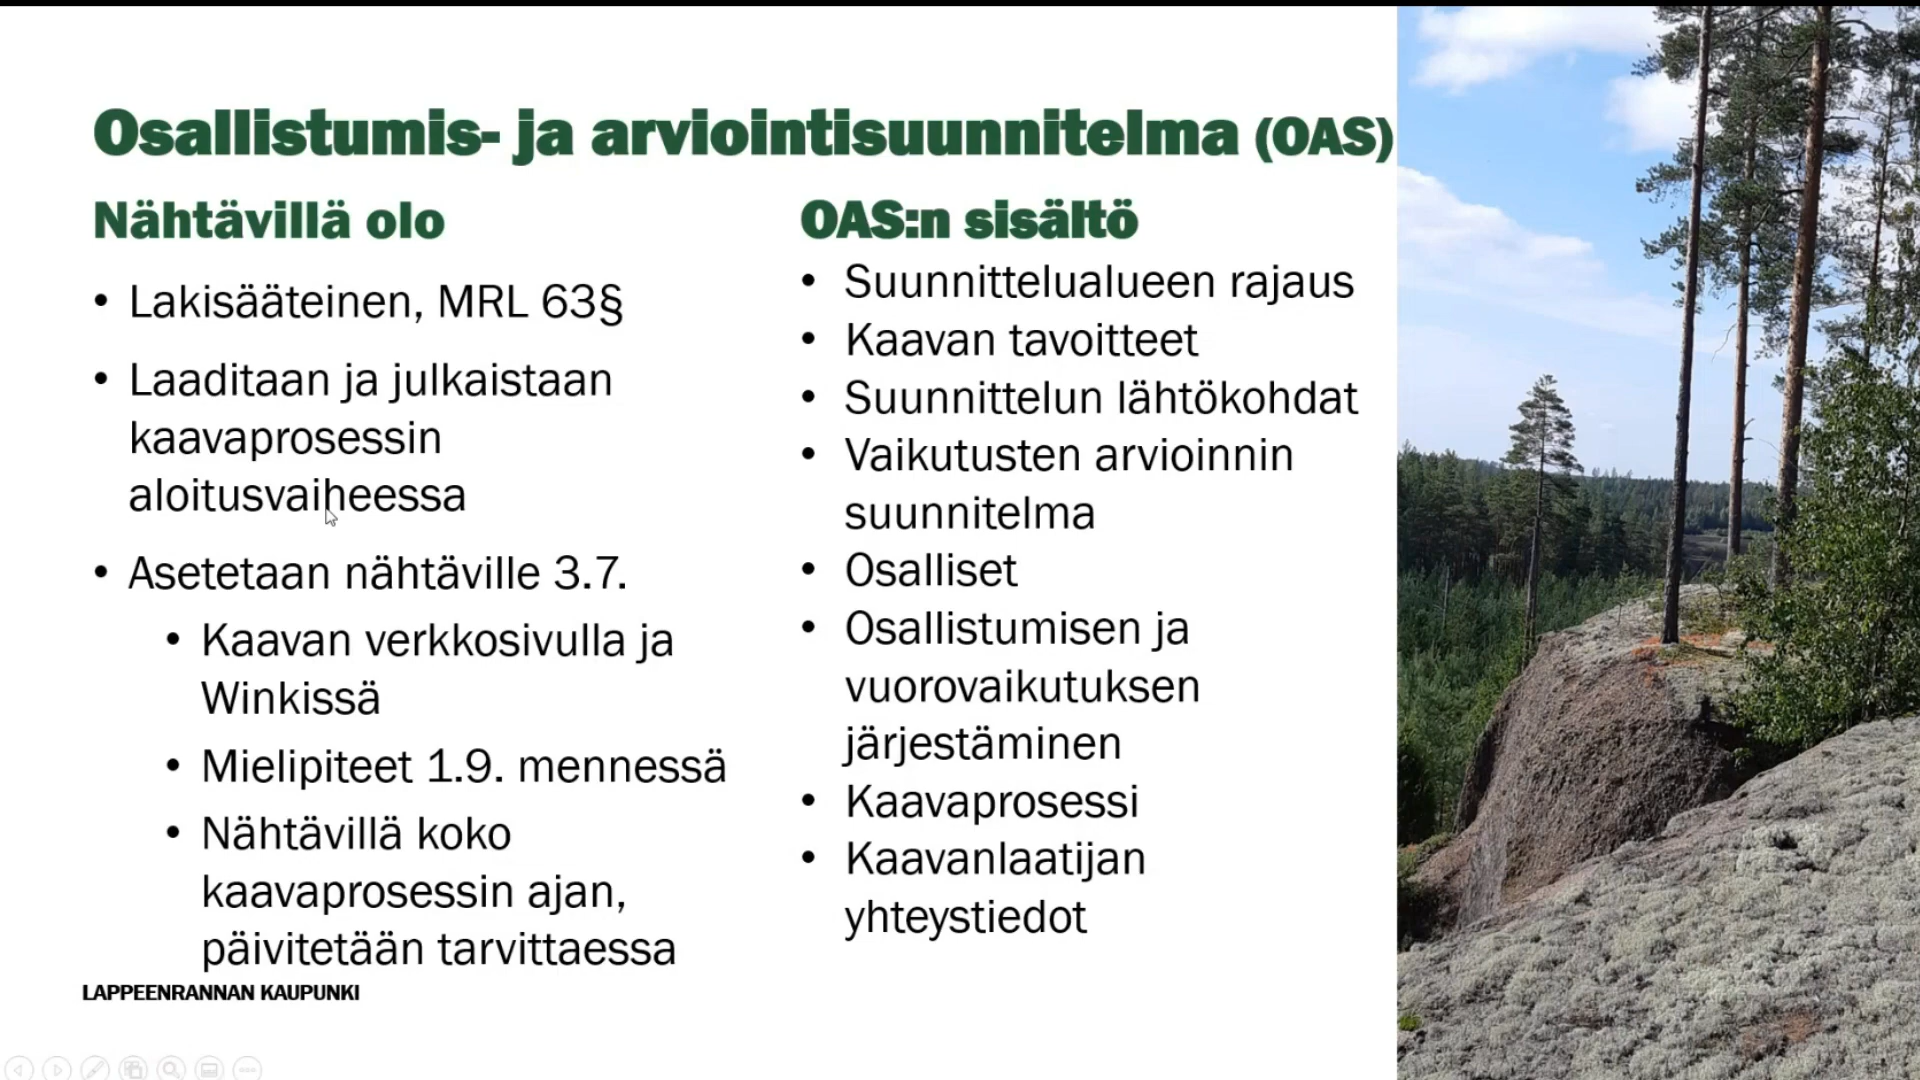 Osallistumis- ja arviointisuunnitelma (OAS)
Nähtävillä olo
• Lakisääteinen, MRL 63§
• Laaditaan ja julkaistaan
kaavaprosessin
aloitusvaiheessa
• Asetetaan nähtäville 3.7.
• Kaavan verkkosivulla ja
Winkissä
• Mielipiteet 1.9. mennessä
• Nähtävillä koko
kaavaprosessin ajan,
päivitetään tarvittaessa
OAS:n sisältö
• Suunnittelualueen rajaus
• Kaavan tavoitteet
• Suunnittelun lähtökohdat
• Vaikutusten arvioinnin
suunnitelma
• Osalliset
• Osallistumisen ja
vuorovaikutuksen
järjestäminen
• Kaavaprosessi
• Kaavanlaatijan
yhteystiedot
LAPPEENRANNAN KAUPUNKI